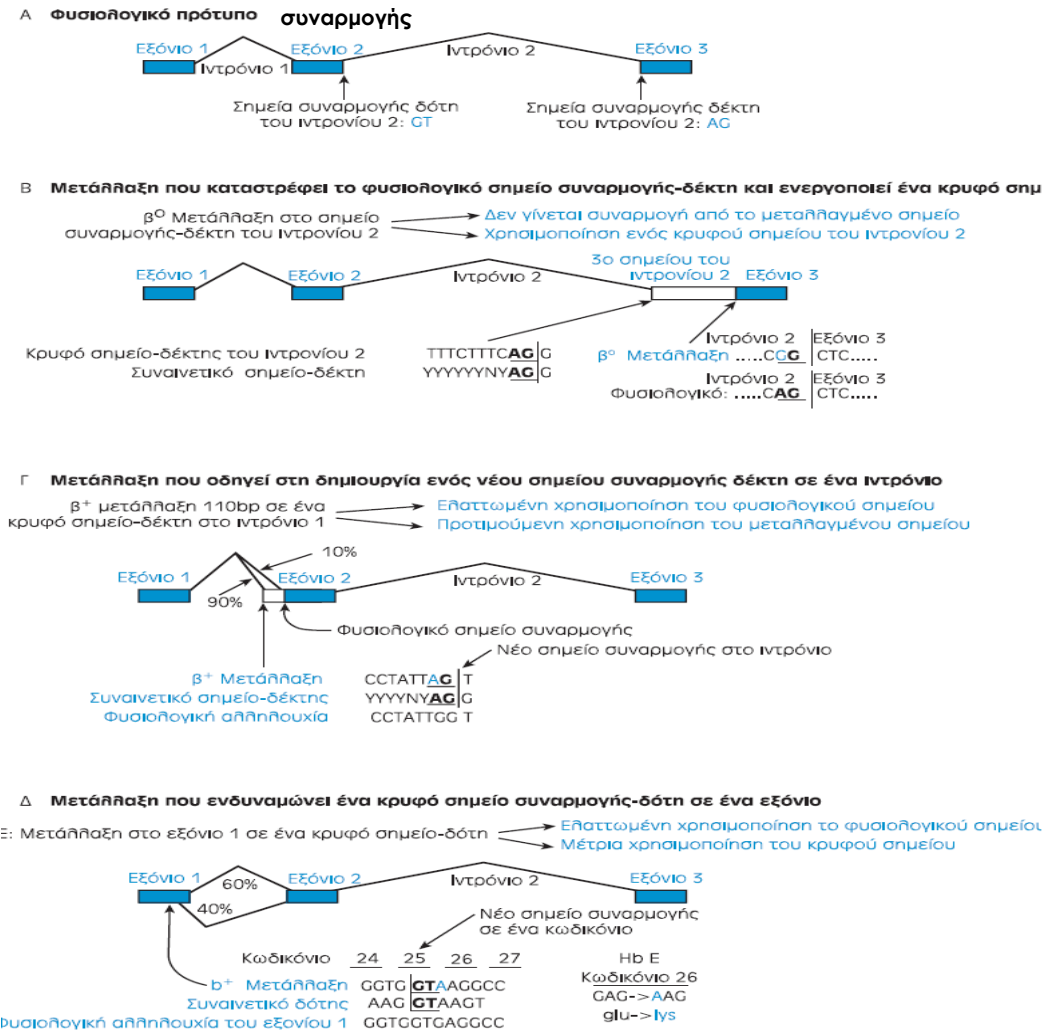 Α Φυσιολογικό πρότυπο συναρμογής
Εξόνιο 1 Εξόνιο 2 Ιντρόνιο 2 Εξόνιο 3
Ιντρόνιο 1
Σημεία συναρμογής δότη
του ιντρονίου 2: GT
Σημεία συναρμογής δέκτη
του ιντρονίου 2: AG
Β Μετάλλαξη που καταστρέφει το φυσιολογικό σημείο συναρμογής-δέκτη και ενεργοποιεί ένα κρυφό σημ
β⁰ Μετάλλαξη στο σημείο
συναρμογής-δέκτη του ιντρονίου 2
Δεν γίνεται συναρμογή από το μεταλλαγμένο σημείο
Χρησιμοποίηση ενός κρυφού σημείου του ιντρονίου 2
3ο σημείου του
Εξόνιο 1 Εξόνιο 2 Ιντρόνιο 2 ιντρονίου 2 Εξόνιο 3
Κρυφό σημείο-δέκτης του ιντρονίου 2 TTTCTTTCAG G
Συναινετικό σημείο-δέκτη YYYYYYNYAG G
Ιντρόνιο 2 Εξόνιο 3
β⁰ Μετάλλαξη .....CGG CTC.....
Ιντρόνιο 2 Εξόνιο 3
Φυσιολογικό: .....CAG CTC.....
Γ Μετάλλαξη που οδηγεί στη δημιουργία ενός νέου σημείου συναρμογής δέκτη σε ένα ιντρόνιο
β⁺ μετάλλαξη 110bp σε ένα
κρυφό σημείο-δέκτη στο ιντρόνιο 1
Ελαττωμένη χρησιμοποίηση του φυσιολογικού σημείου
Προτιμούμενη χρησιμοποίηση του μεταλλαγμένου σημείου
10%
Εξόνιο 1 Εξόνιο 2 Ιντρόνιο 2 Εξόνιο 3
90%
Φυσιολογικό σημείο συναρμογής
Νέο σημείο συναρμογής στο ιντρόνιο
β⁺ Μετάλλαξη CCTATTAG T
Συναινετικό σημείο-δέκτης YYYYNYAG G
Φυσιολογική αλληλουχία CCTATTGG T
Δ Μετάλλαξη που ενδυναμώνει ένα κρυφό σημείο συναρμογής-δότη σε ένα εξόνιο
Ε: Μετάλλαξη στο εξόνιο 1 σε ένα κρυφό σημείο-δότη
Ελαττωμένη χρησιμοποίηση το φυσιολογικού σημείου
Μέτρια χρησιμοποίηση του κρυφού σημείου
Εξόνιο 1 60% Εξόνιο 2 Ιντρόνιο 2 Εξόνιο 3
40%
Νέο σημείο συναρμογής
σε ένα κωδικόνιο
Κωδικόνιο 24 25 26 27
b⁺ Μετάλλαξη GGTG GTAAGGCC
Συναινετικό δότης AAG GTAAGT
Φυσιολογική αλληλουχία του εξονίου 1 GGTGGTGAGGCC
Hb E
Κωδικόνιο 26
GAG->AAG
glu->lys